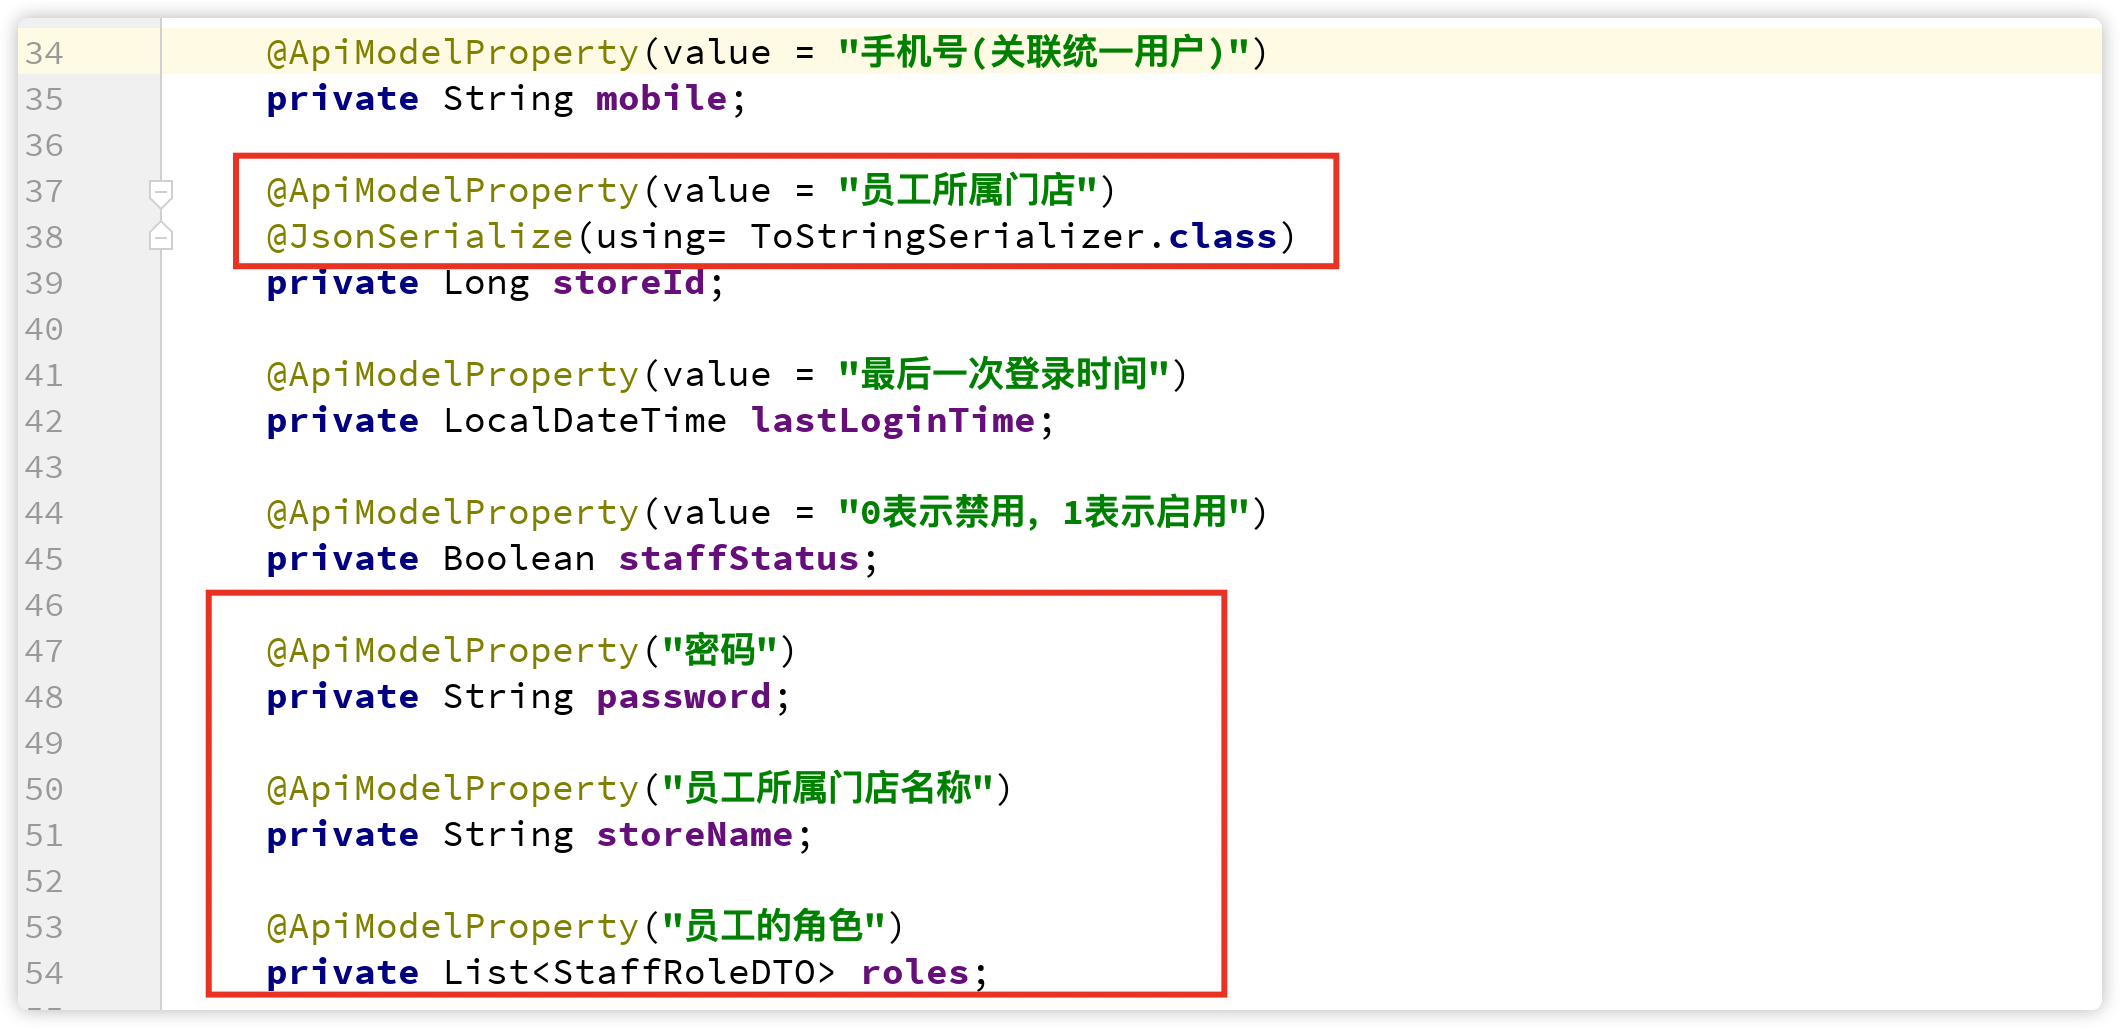 34 @ApiModelProperty(value = "手机号(关联统一用户)")
35 private String mobile;
36
37 @ApiModelProperty(value = "员工所属门店")
38 @JsonSerialize(using= ToStringSerializer.class)
39 private Long storeId;
40
41 @ApiModelProperty(value = "最后一次登录时间")
42 private LocalDateTime lastLoginTime;
43
44 @ApiModelProperty(value = "0表示禁用，1表示启用")
45 private Boolean staffStatus;
46
47 @ApiModelProperty("密码")
48 private String password;
49
50 @ApiModelProperty("员工所属门店名称")
51 private String storeName;
52
53 @ApiModelProperty("员工的角色")
54 private List<StaffRoleDTO> roles;